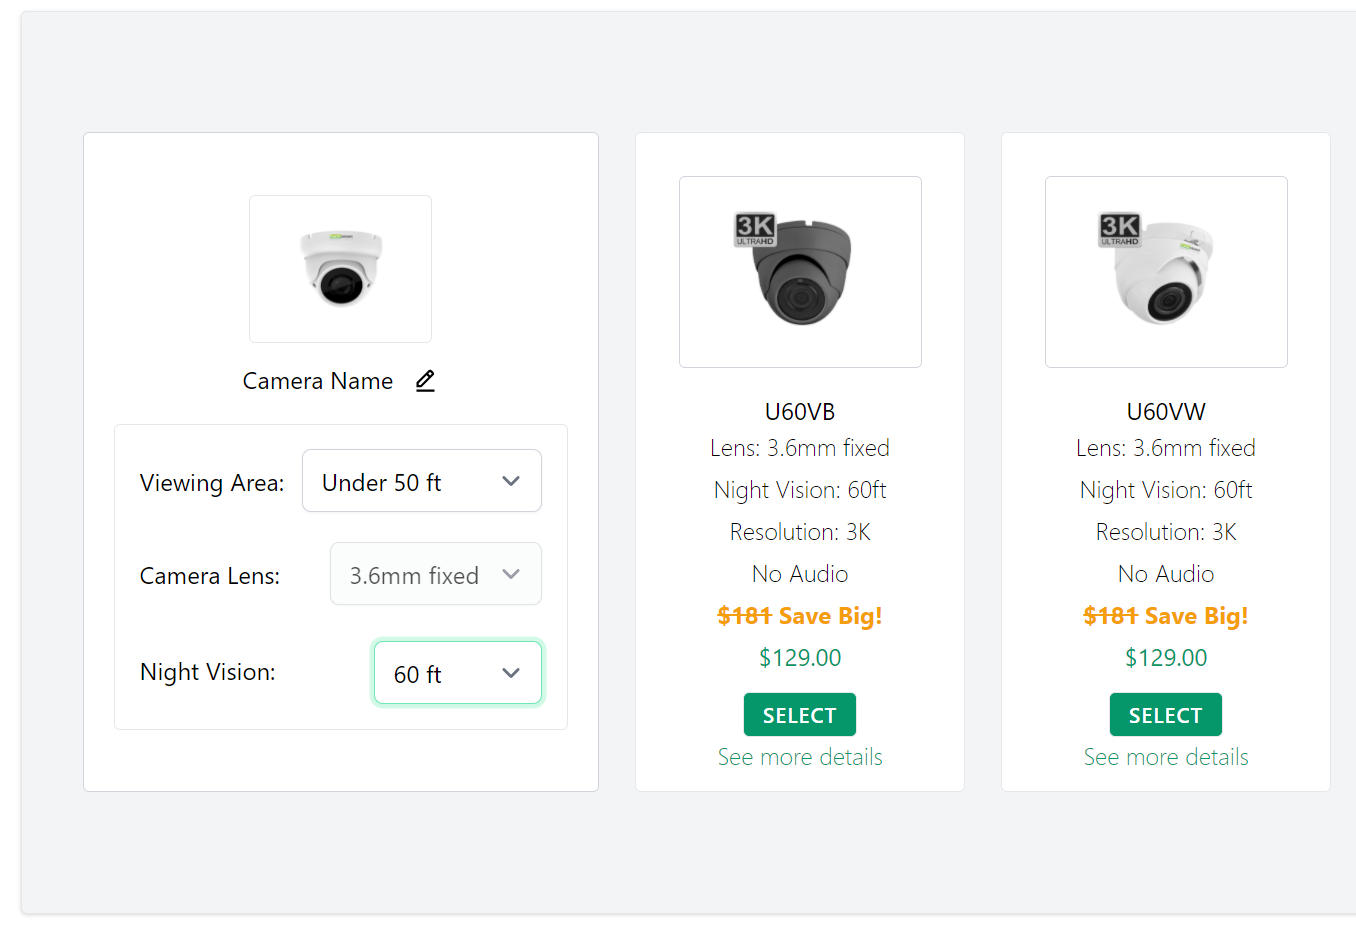 Camera Name
Viewing Area: Under 50 ft
Camera Lens: 3.6mm fixed
Night Vision: 60 ft
3K
ULTRAHD
U60VB
Lens: 3.6mm fixed
Night Vision: 60ft
Resolution: 3K
No Audio
$181 Save Big!
$129.00
SELECT
See more details
3K
ULTRAHD
U60VW
Lens: 3.6mm fixed
Night Vision: 60ft
Resolution: 3K
No Audio
$181 Save Big!
$129.00
SELECT
See more details